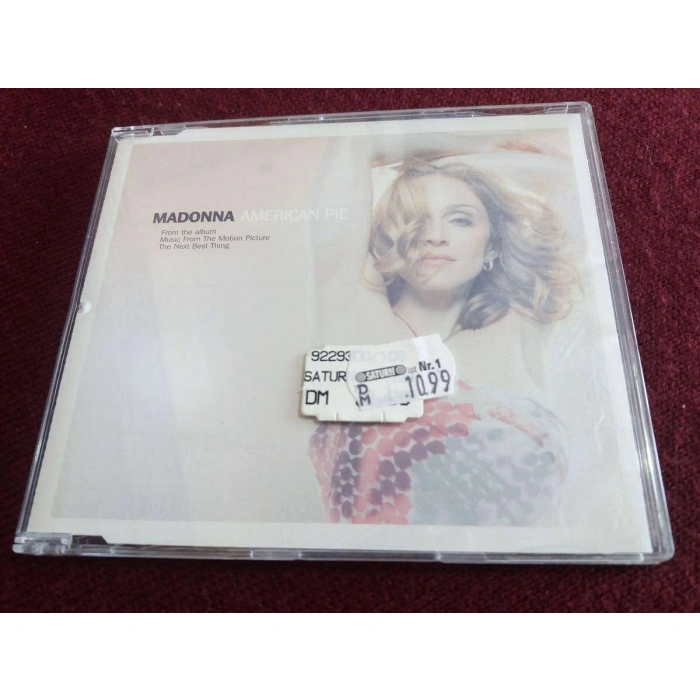 MADONNA AMERICAN PIE
From the album
Music From The Motion Picture
The Next Best Thing
SATURN ist Nr.1
10.99
DM